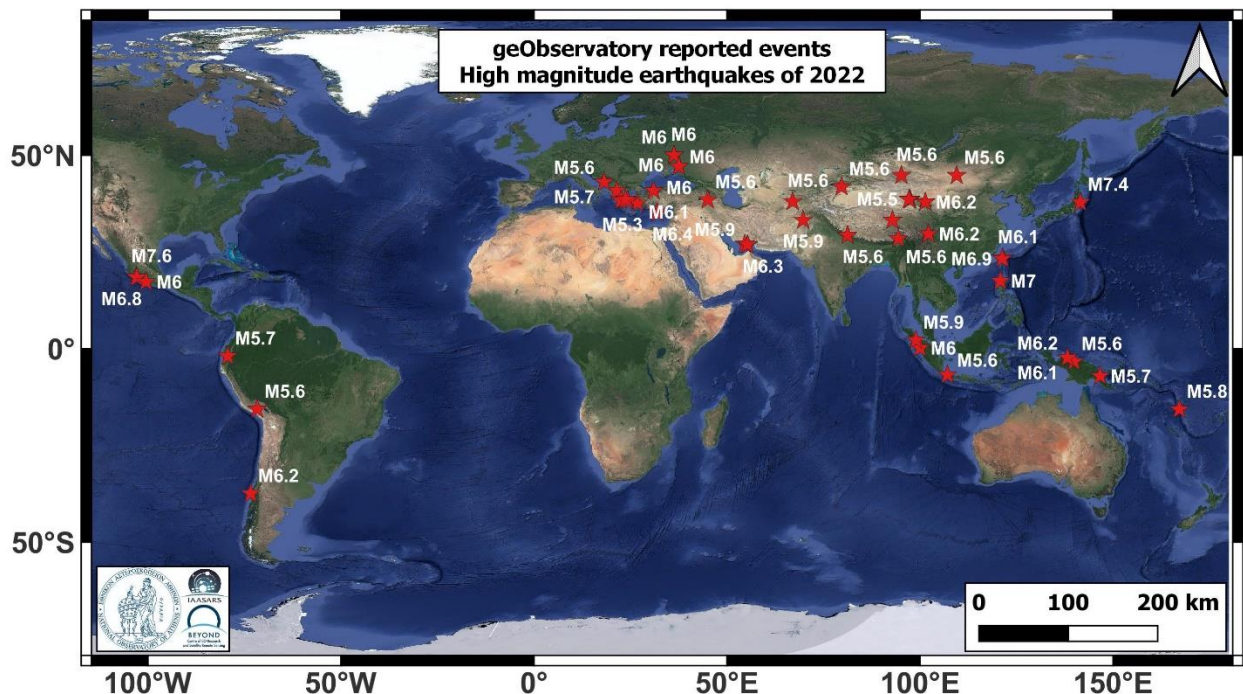 geObservatory reported events
High magnitude earthquakes of 2022
50°N
0°
50°S
M6 M6
M6 M6
M5.6
M5.7
M6
M5.3
M6.1
M6.4
M5.6
M5.9
M6.3
M5.6
M5.6
M5.6
M5.6
M5.5
M6.2
M5.9
M6.2
M5.6
M5.6
M7.4
M6.1
M6.9
M7
M7.6
M6.8
M6
M5.7
M5.6
M6.2
M5.9
M6
M5.6
M6.2
M5.6
M6.1
M5.7
M5.8
IAASARS
BEYOND
0 100 200 km
100°W 50°W 0° 50°E 100°E 150°E